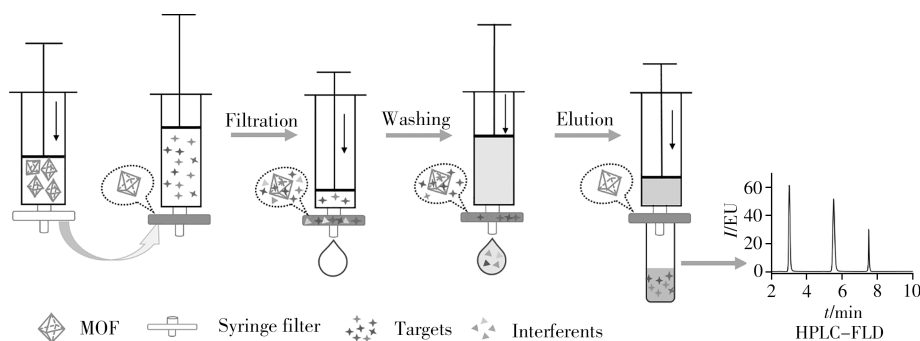 Filtration
Washing
Elution
I/EU
60
40
20
0
2 4 6 8 10
t/min
HPLC–FLD
MOF
Syringe filter
Targets
Interferents